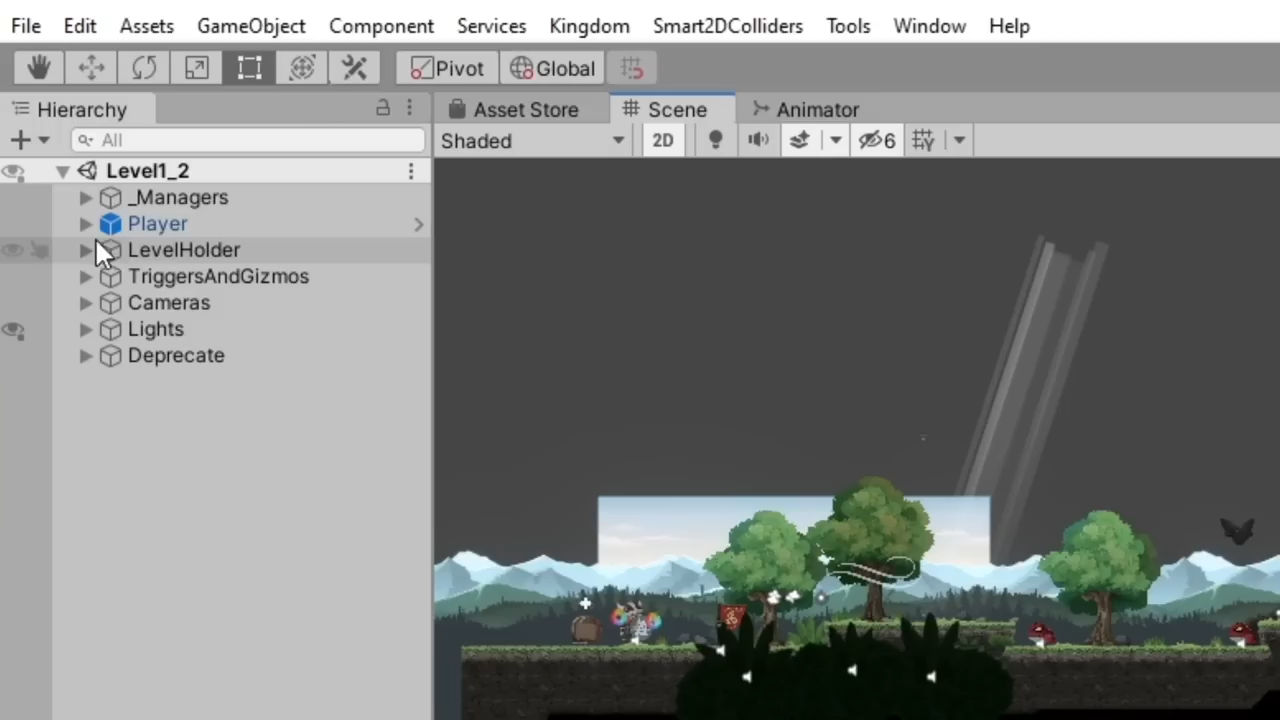 File Edit Assets GameObject Component Services Kingdom Smart2DColliders Tools Window Help
Pivot Global
Hierarchy Asset Store Scene Animator
All Shaded 2D 6
Level1_2
_Managers
Player
LevelHolder
TriggersAndGizmos
Cameras
Lights
Deprecate